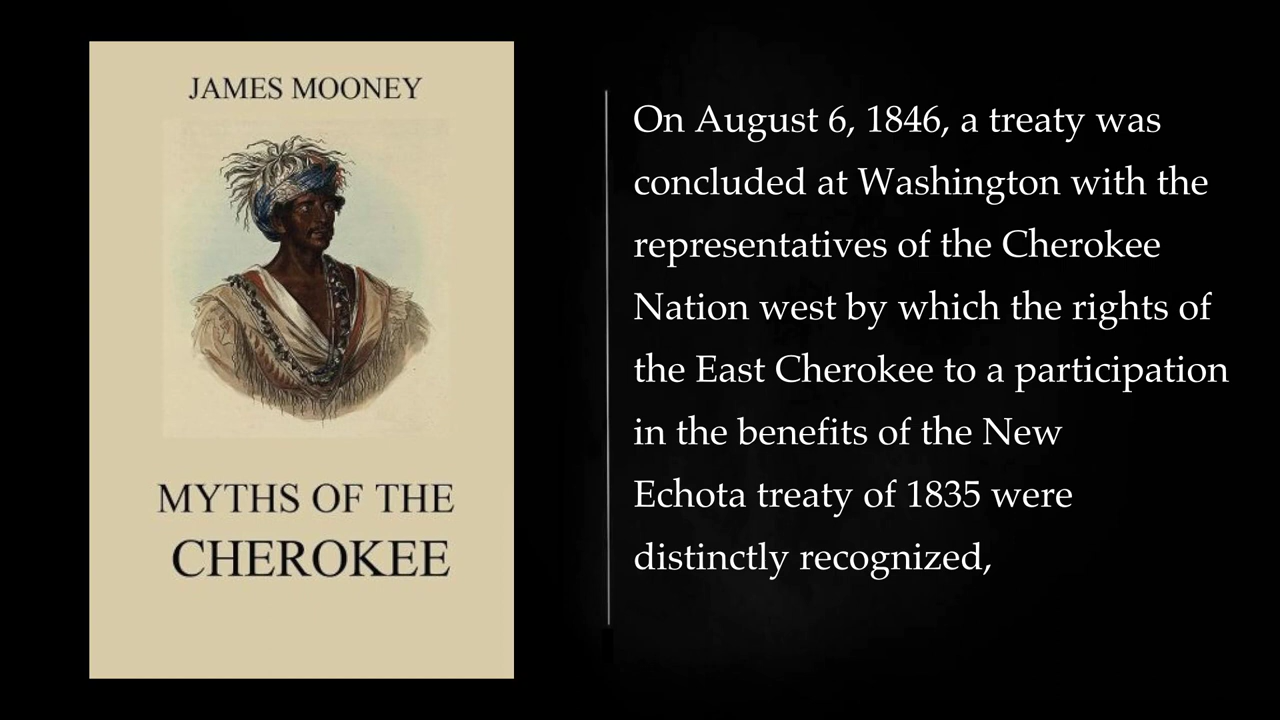 JAMES MOONEY
MYTHS OF THE
CHEROKEE
On August 6, 1846, a treaty was
concluded at Washington with the
representatives of the Cherokee
Nation west by which the rights of
the East Cherokee to a participation
in the benefits of the New
Echota treaty of 1835 were
distinctly recognized,